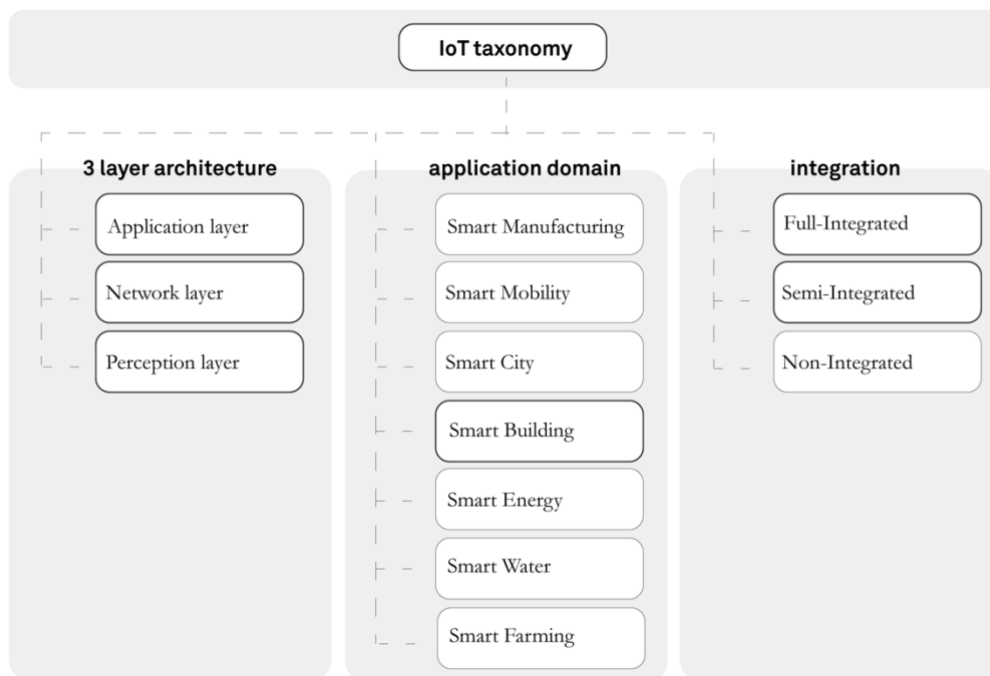 IoT taxonomy
3 layer architecture
Application layer
Network layer
Perception layer
application domain
Smart Manufacturing
Smart Mobility
Smart City
Smart Building
Smart Energy
Smart Water
Smart Farming
integration
Full-Integrated
Semi-Integrated
Non-Integrated